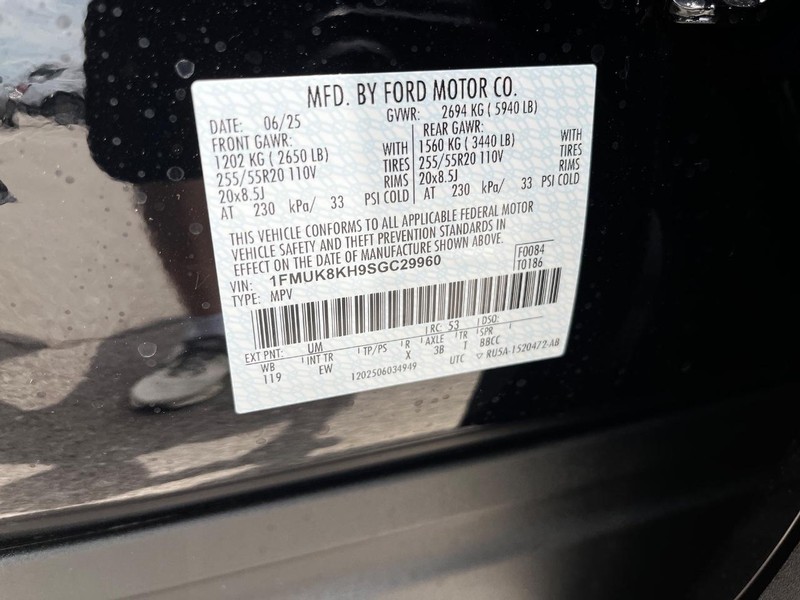 MFD. BY FORD MOTOR CO.
DATE: 06/25 GVWR: 2694 KG ( 5940 LB)
FRONT GAWR: REAR GAWR:
1202 KG ( 2650 LB) WITH 1560 KG ( 3440 LB) WITH
255/55R20 110V TIRES 255/55R20 110V TIRES
20x8.5J RIMS 20x8.5J RIMS
AT 230 kPa/ 33 PSI COLD AT 230 kPa/ 33 PSI COLD
THIS VEHICLE CONFORMS TO ALL APPLICABLE FEDERAL MOTOR
VEHICLE SAFETY AND THEFT PREVENTION STANDARDS IN
EFFECT ON THE DATE OF MANUFACTURE SHOWN ABOVE.
VIN: 1FMUK8KH9SGC29960 F0084
TYPE: MPV T0186
EXT PNT: UM RC: 53 DSO:
WB INT TR TP/PS R AXLE TR SPR
119 EW X 3B T BBCC
1202506034949 UTC RU5A-1520472-AB